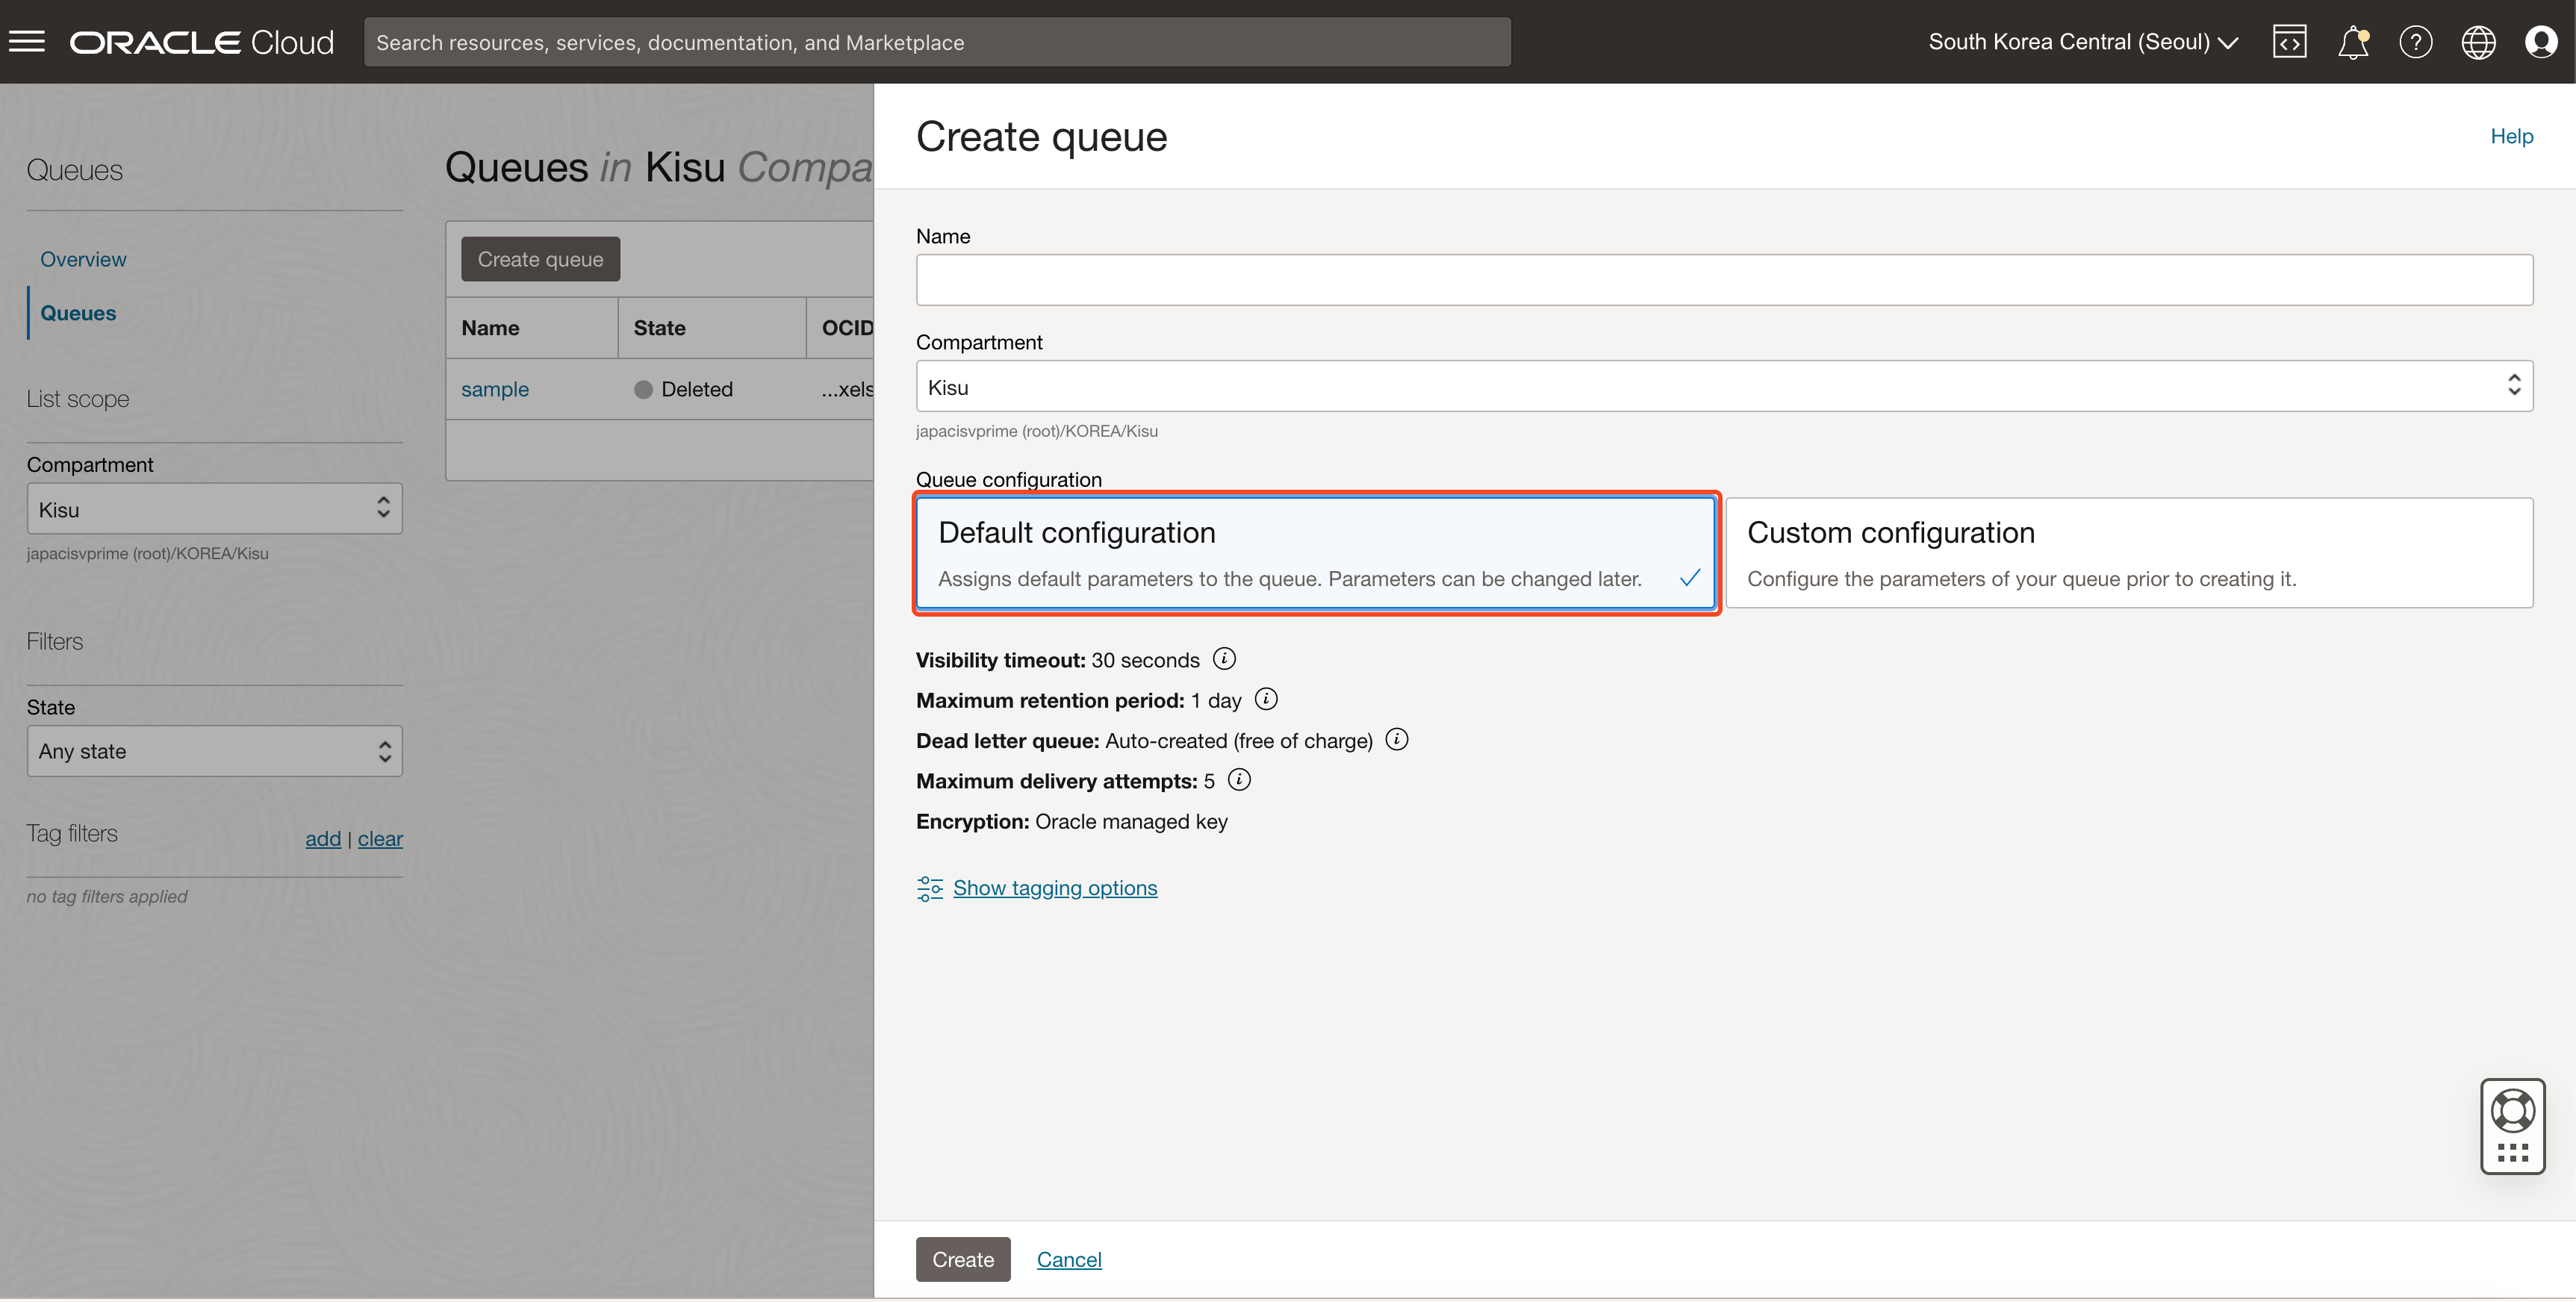 ORACLE Cloud
Search resources, services, documentation, and Marketplace
South Korea Central (Seoul)
Queues
Overview
Queues
List scope
Compartment
Kisu
japacisvprime (root)/KOREA/Kisu
Filters
State
Any state
Tag filters
add | clear
no tag filters applied
Queues in Kisu Compa
Create queue
Name State OCID
sample Deleted ...xels
Create queue
Help
Name
Compartment
Kisu
japacisvprime (root)/KOREA/Kisu
Queue configuration
Default configuration
Assigns default parameters to the queue. Parameters can be changed later.
Custom configuration
Configure the parameters of your queue prior to creating it.
Visibility timeout: 30 seconds
Maximum retention period: 1 day
Dead letter queue: Auto-created (free of charge)
Maximum delivery attempts: 5
Encryption: Oracle managed key
Show tagging options
Create Cancel